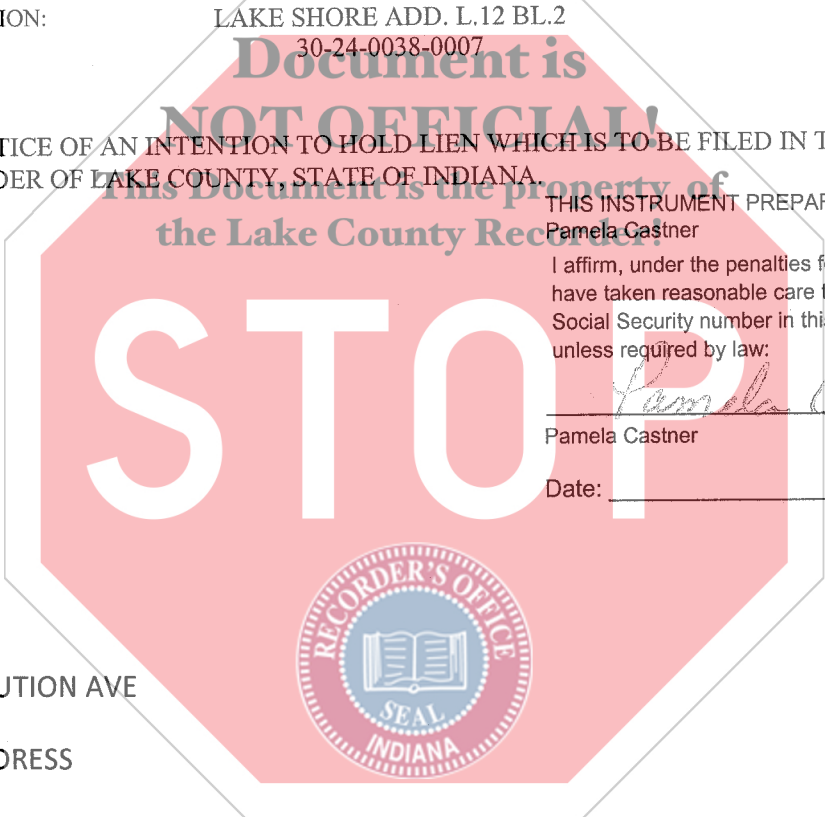 ION: LAKE SHORE ADD. L.12 BL.2
30-24-0038-0007
Document is
NOT OFFICIAL!
TICE OF AN INTENTION TO HOLD LIEN WHICH IS TO BE FILED IN T
DER OF LAKE COUNTY, STATE OF INDIANA.
This Document is the property of
the Lake County Recorder!
THIS INSTRUMENT PREPAR
Pamela Castner
I affirm, under the penalties f
have taken reasonable care t
Social Security number in this
unless required by law:
Pamela
Pamela Castner
Date:
STOP
RECORDER'S OFFICE
SEAL
INDIANA
UTION AVE
DRESS